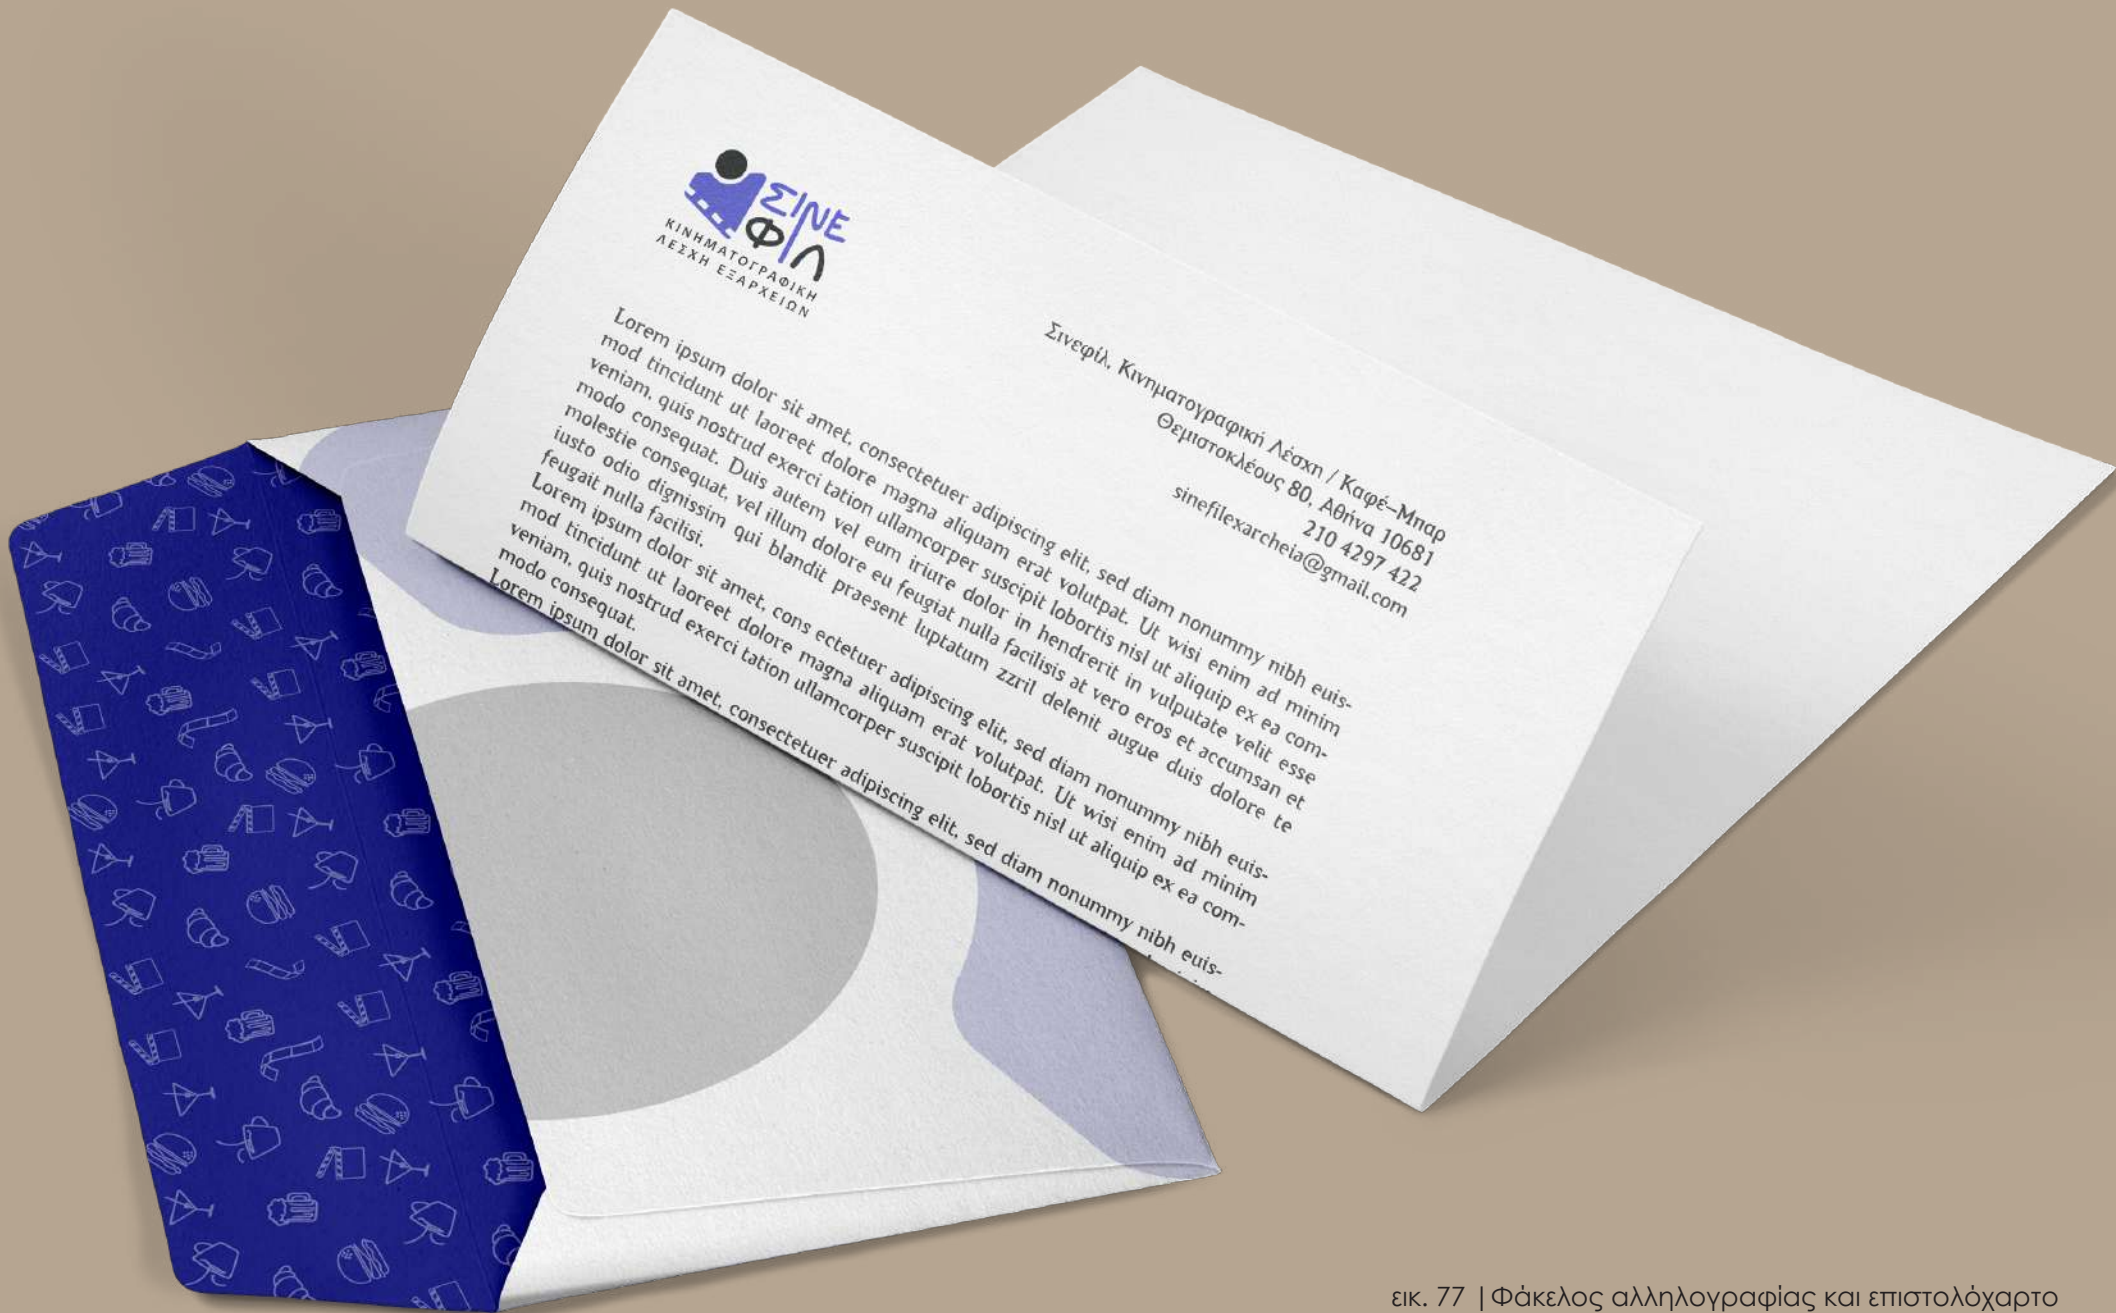 ΣΙΝΕ
ΦΙΛ
ΚΙΝΗΜΑΤΟΓΡΑΦΙΚΗ
ΛΕΣΧΗ ΕΞΑΡΧΕΙΩΝ
Σινεφίλ, Κινηματογραφική Λέσχη / Καφέ–Μπαρ
Θεμιστοκλέους 80, Αθήνα 10681
210 4297 422
sinefilexarcheia@gmail.com
Lorem ipsum dolor sit amet, consectetuer adipiscing elit, sed diam nonummy nibh euis-
mod tincidunt ut laoreet dolore magna aliquam erat volutpat. Ut wisi enim ad minim
veniam, quis nostrud exerci tation ullamcorper suscipit lobortis nisl ut aliquip ex ea com-
modo consequat. Duis autem vel eum iriure dolor in hendrerit in vulputate velit esse
molestie consequat, vel illum dolore eu feugiat nulla facilisis at vero eros et accumsan et
iusto odio dignissim qui blandit praesent luptatum zzril delenit augue duis dolore te
feugait nulla facilisi.
Lorem ipsum dolor sit amet, cons ectetuer adipiscing elit, sed diam nonummy nibh euis-
mod tincidunt ut laoreet dolore magna aliquam erat volutpat. Ut wisi enim ad minim
veniam, quis nostrud exerci tation ullamcorper suscipit lobortis nisl ut aliquip ex ea com-
modo consequat.
Lorem ipsum dolor sit amet, consectetuer adipiscing elit, sed diam nonummy nibh euis-
εικ. 77 | Φάκελος αλληλογραφίας και επιστολόχαρτο